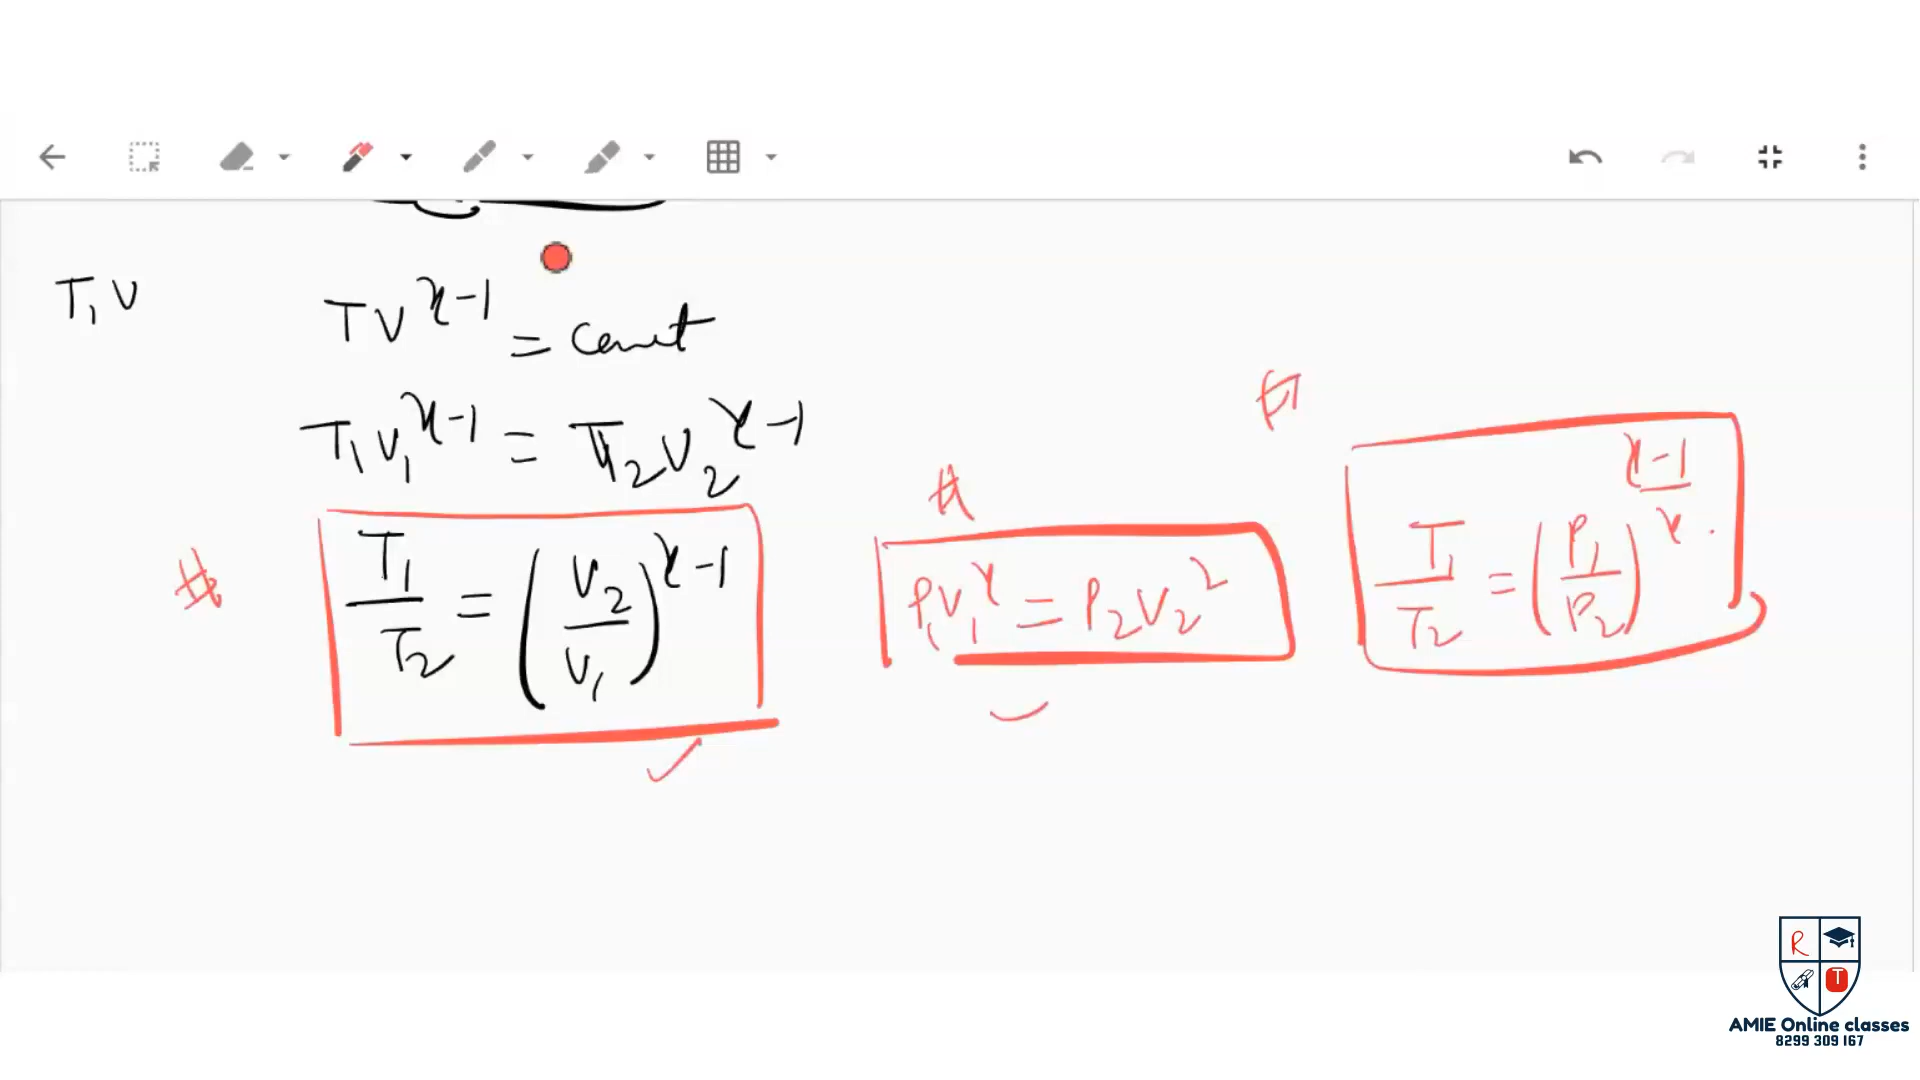 T, V
TV^γ-1 = const
T₁V₁^γ-1 = T₂V₂^γ-1
T₁/T₂ = (V₂/V₁)^γ-1
P₁V₁^γ = P₂V₂^2
T₁/T₂ = (P₁/P₂)^γ-1/γ
R
T
AMIE Online classes
8299 309 167